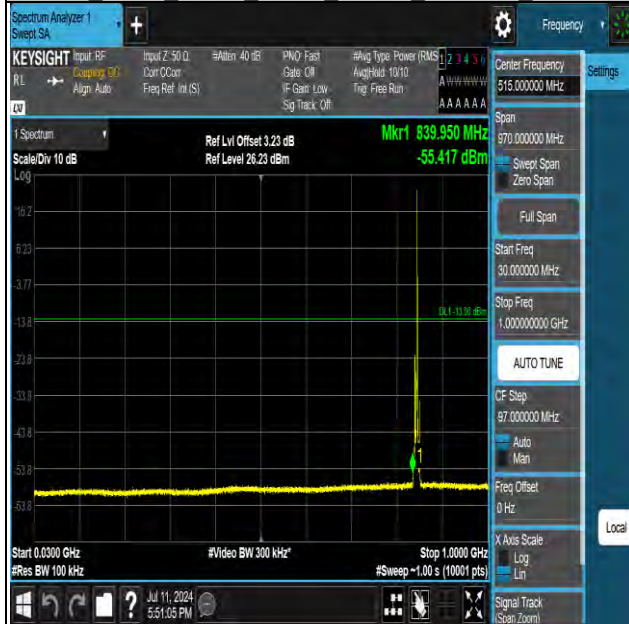 Spectrum Analyzer 1
Swept SA
+
Frequency
KEYSIGHT
RL
LXI
Input: RF
Coupling: DC
Align: Auto
Input Z: 50 Ω
Corr CCorr
Freq Ref: Int (S)
#Atten: 40 dB
PNO: Fast
Gate: Off
IF Gain: Low
Sig Track: Off
#Avg Type: Power (RMS
Avg|Hold: 10/10
Trig: Free Run
1 2 3 4 5 6
A W W W W W
A A A A A A
1 Spectrum
Scale/Div 10 dB
Log
Ref Lvl Offset 3.23 dB
Ref Level 26.23 dBm
Mkr1 839.950 MHz
-55.417 dBm
16.2
6.23
-3.77
-13.8
-23.8
-33.8
-43.8
-53.8
-63.8
DL1 -13.00 dBm
1
Start 0.0300 GHz
#Res BW 100 kHz
#Video BW 300 kHz*
Stop 1.0000 GHz
#Sweep ~1.00 s (10001 pts)
?
Jul 11, 2024
5:51:05 PM
Center Frequency
515.000000 MHz
Span
970.000000 MHz
Swept Span
Zero Span
Full Span
Start Freq
30.000000 MHz
Stop Freq
1.000000000 GHz
AUTO TUNE
CF Step
97.000000 MHz
Auto
Man
Freq Offset
0 Hz
X Axis Scale
Log
Lin
Signal Track
(Span Zoom)
Settings
Local